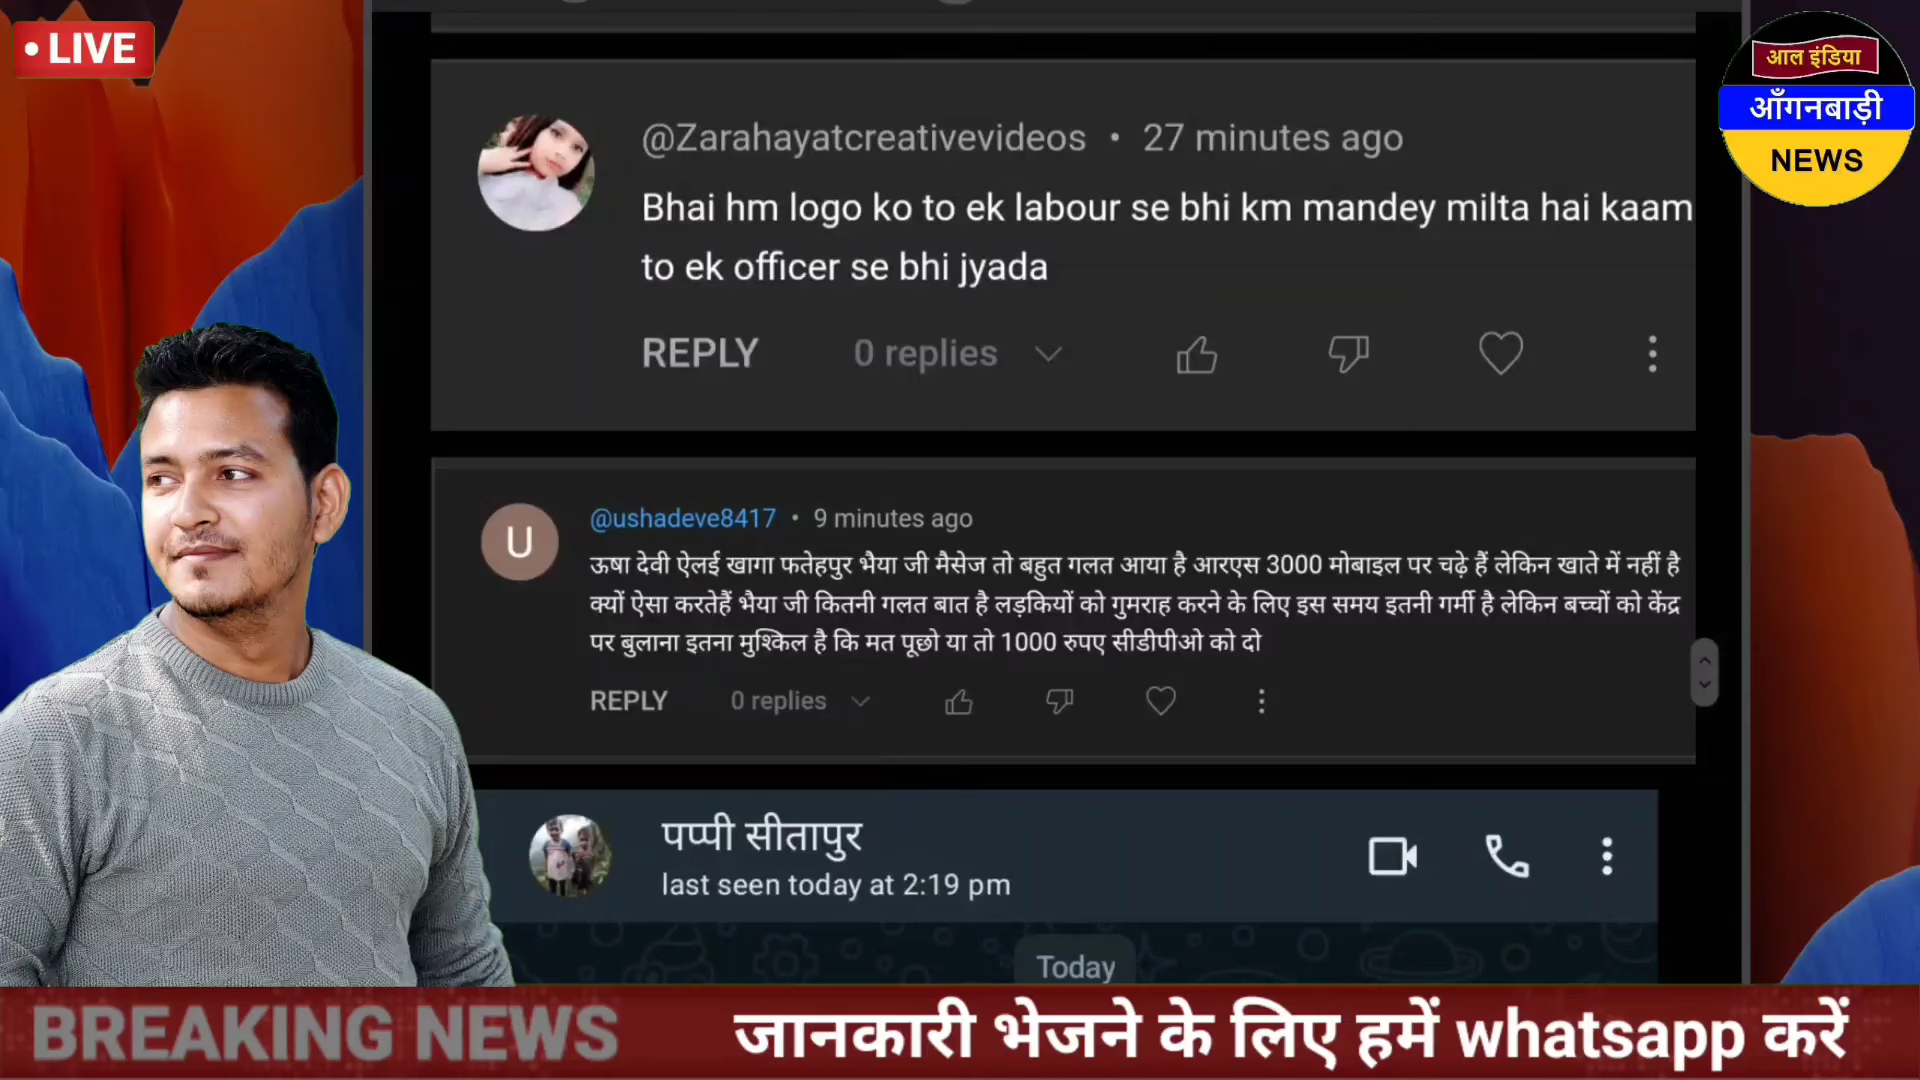 • LIVE
आल इंडिया
आँगनबाड़ी
NEWS
@Zarahayatcreativevideos • 27 minutes ago
Bhai hm logo ko to ek labour se bhi km mandey milta hai kaam
to ek officer se bhi jyada
REPLY 0 replies
U
@ushadeve8417 • 9 minutes ago
ऊषा देवी ऐलई खागा फतेहपुर भैया जी मैसेज तो बहुत गलत आया है आरएस 3000 मोबाइल पर चढ़े हैं लेकिन खाते में नहीं है
क्यों ऐसा करतेहैं भैया जी कितनी गलत बात है लड़कियों को गुमराह करने के लिए इस समय इतनी गर्मी है लेकिन बच्चों को केंद्र
पर बुलाना इतना मुश्किल है कि मत पूछो या तो 1000 रुपए सीडीपीओ को दो
REPLY 0 replies
पप्पी सीतापुर
last seen today at 2:19 pm
Today
BREAKING NEWS जानकारी भेजने के लिए हमें whatsapp करें